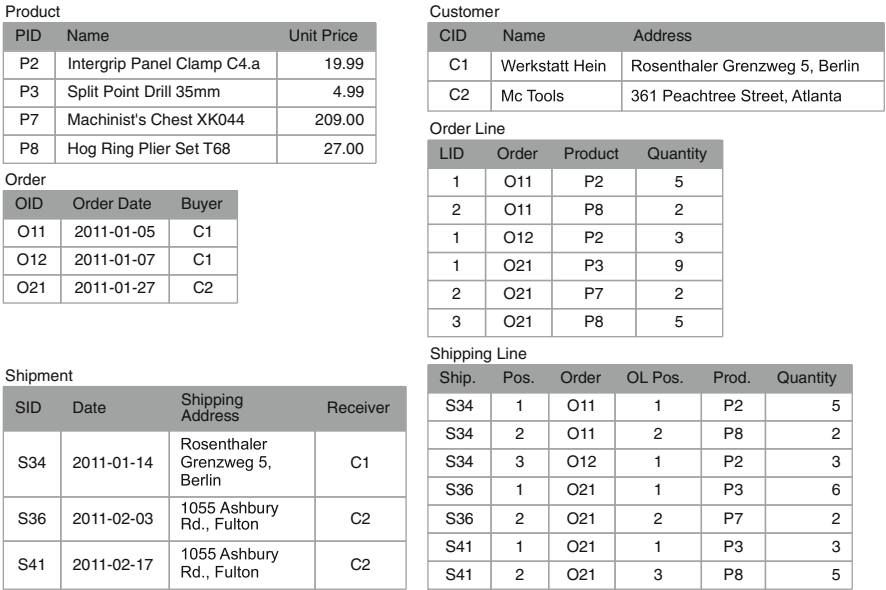 Product
PID Name Unit Price
P2 Intergrip Panel Clamp C4.a 19.99
P3 Split Point Drill 35mm 4.99
P7 Machinist's Chest XK044 209.00
P8 Hog Ring Plier Set T68 27.00
Order
OID Order Date Buyer
O11 2011-01-05 C1
O12 2011-01-07 C1
O21 2011-01-27 C2
Shipment
SID Date Shipping Address Receiver
S34 2011-01-14 Rosenthaler Grenzweg 5, Berlin C1
S36 2011-02-03 1055 Ashbury Rd., Fulton C2
S41 2011-02-17 1055 Ashbury Rd., Fulton C2
Customer
CID Name Address
C1 Werkstatt Hein Rosenthaler Grenzweg 5, Berlin
C2 Mc Tools 361 Peachtree Street, Atlanta
Order Line
LID Order Product Quantity
1 O11 P2 5
2 O11 P8 2
1 O12 P2 3
1 O21 P3 9
2 O21 P7 2
3 O21 P8 5
Shipping Line
Ship. Pos. Order OL Pos. Prod. Quantity
S34 1 O11 1 P2 5
S34 2 O11 2 P8 2
S34 3 O12 1 P2 3
S36 1 O21 1 P3 6
S36 2 O21 2 P7 2
S41 1 O21 1 P3 3
S41 2 O21 3 P8 5